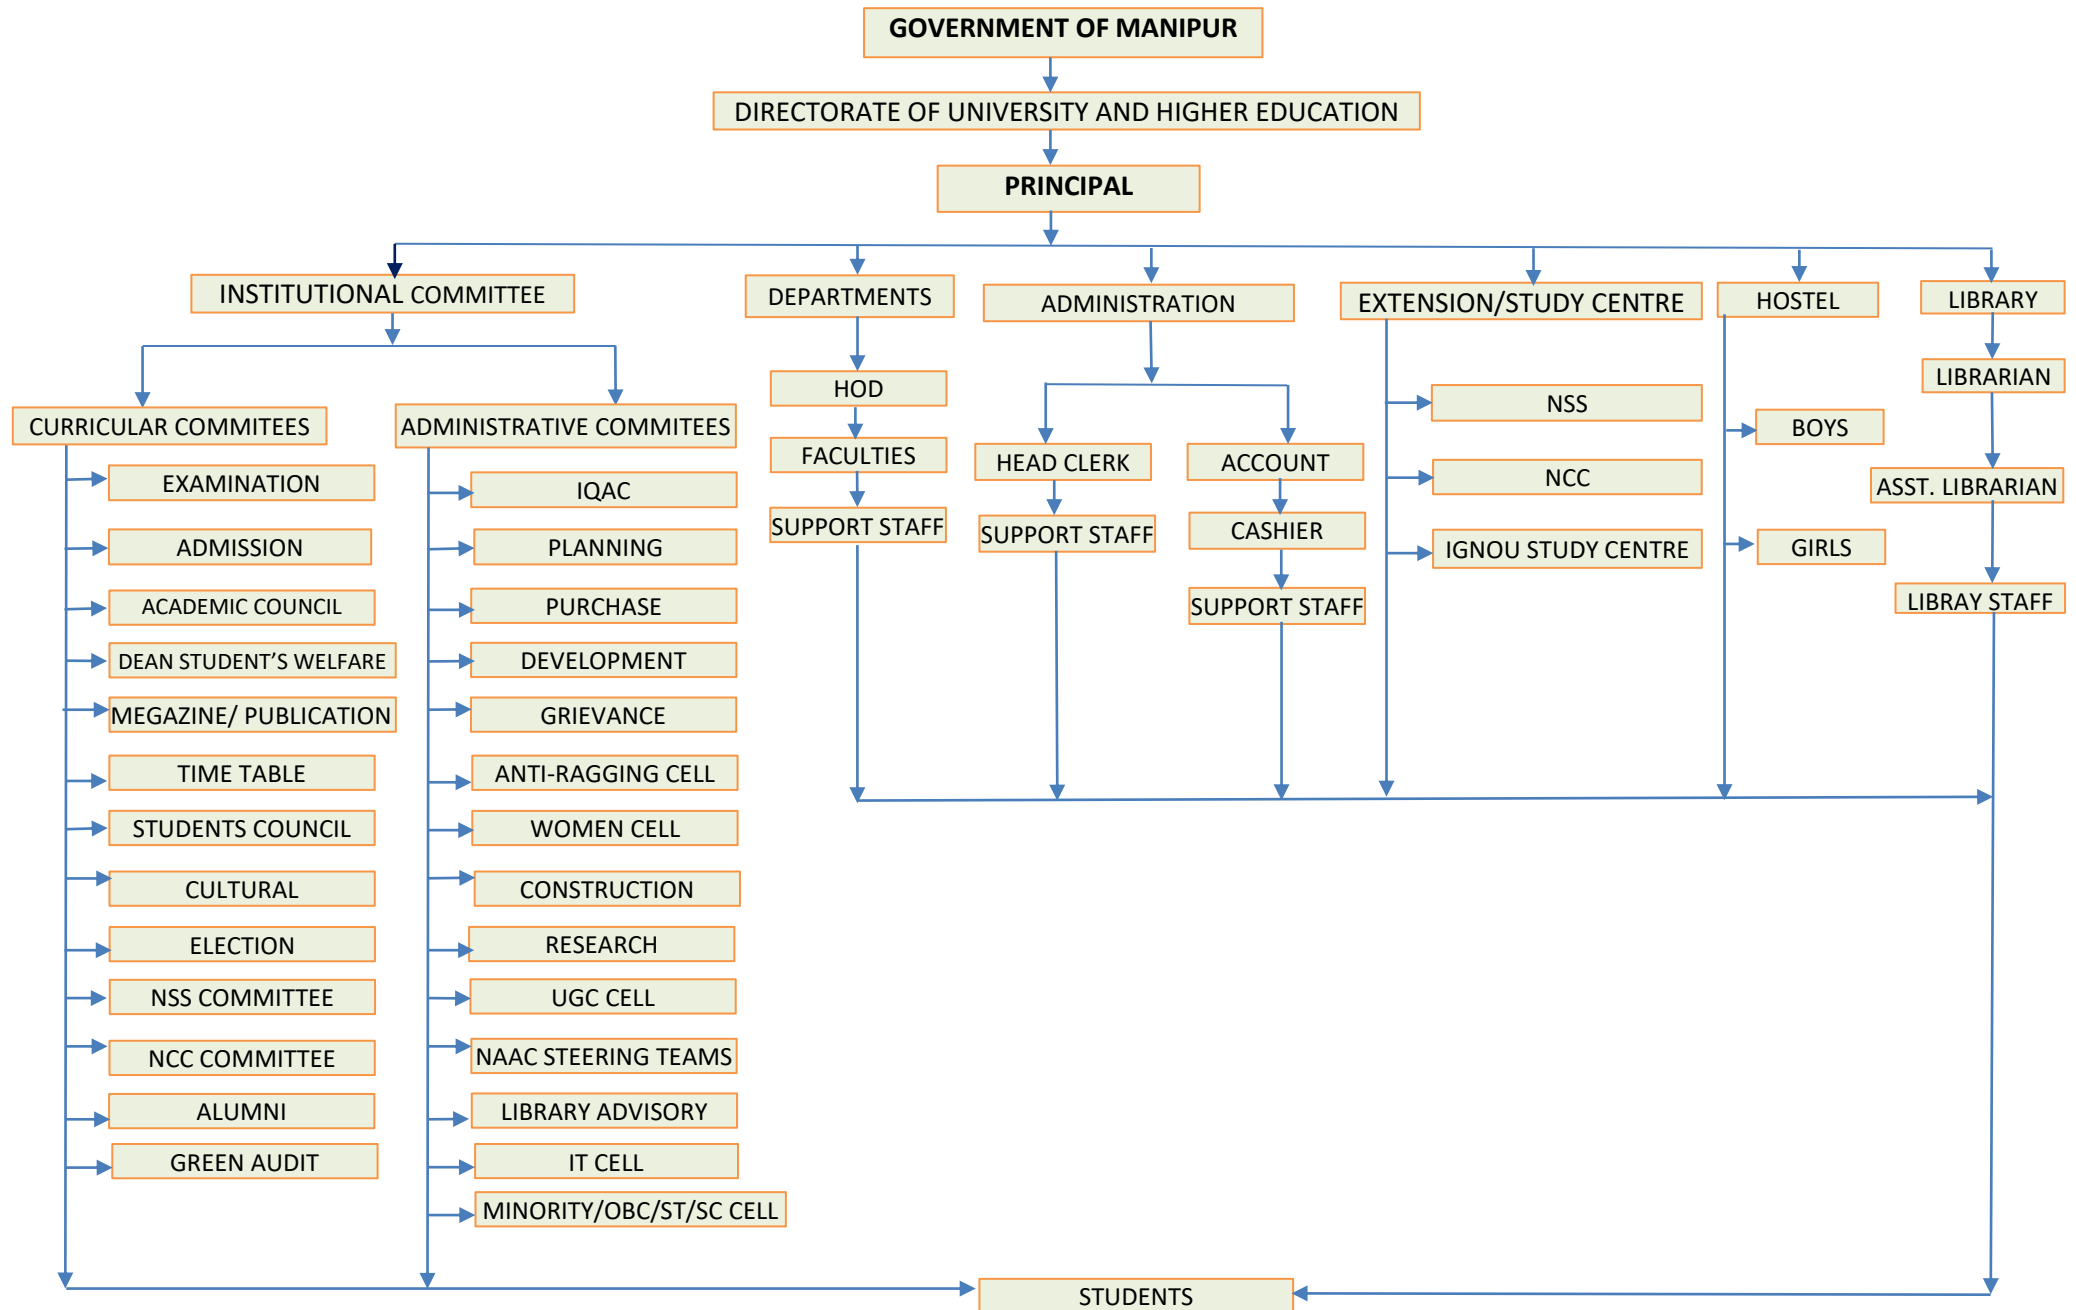 GOVERNMENT OF MANIPUR
DIRECTORATE OF UNIVERSITY AND HIGHER EDUCATION
PRINCIPAL
INSTITUTIONAL COMMITTEE
DEPARTMENTS
ADMINISTRATION
EXTENSION/STUDY CENTRE
HOSTEL
LIBRARY
CURRICULAR COMMITEES
EXAMINATION
ADMISSION
ACADEMIC COUNCIL
DEAN STUDENT’S WELFARE
MEGAZINE/ PUBLICATION
TIME TABLE
STUDENTS COUNCIL
CULTURAL
ELECTION
NSS COMMITTEE
NCC COMMITTEE
ALUMNI
GREEN AUDIT
ADMINISTRATIVE COMMITEES
IQAC
PLANNING
PURCHASE
DEVELOPMENT
GRIEVANCE
ANTI-RAGGING CELL
WOMEN CELL
CONSTRUCTION
RESEARCH
UGC CELL
NAAC STEERING TEAMS
LIBRARY ADVISORY
IT CELL
MINORITY/OBC/ST/SC CELL
HOD
FACULTIES
SUPPORT STAFF
HEAD CLERK
SUPPORT STAFF
ACCOUNT
CASHIER
SUPPORT STAFF
NSS
NCC
IGNOU STUDY CENTRE
BOYS
GIRLS
LIBRARIAN
ASST. LIBRARIAN
LIBRAY STAFF
STUDENTS